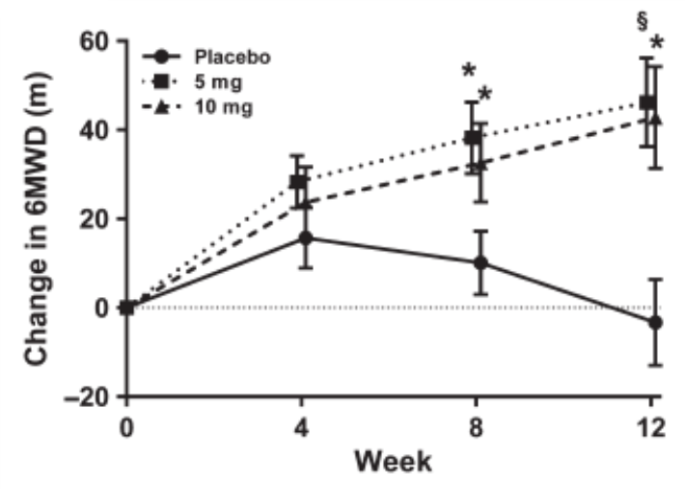 §
*
60
Placebo
5 mg
10 mg
*
*
40
20
0
–20
Change in 6MWD (m)
0 4 8 12
Week